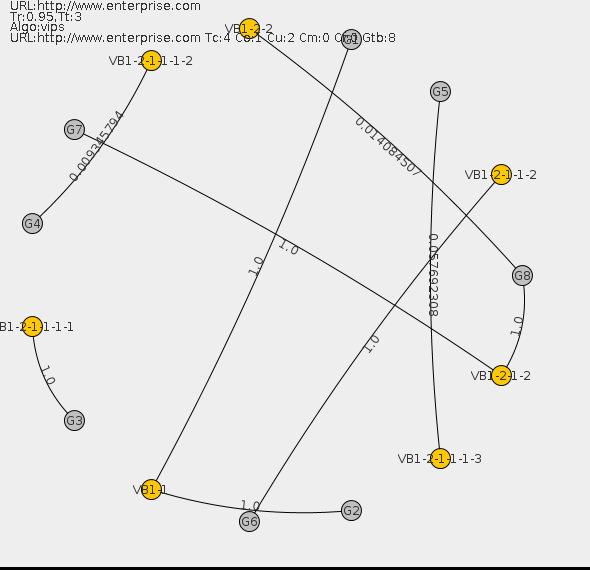 URL:http://www.enterprise.com
Tr:0.95,Tt:3
Algo:vips
URL:http://www.enterprise.com Tc:4 Co:1 Cu:2 Cm:0 Cf:0 Gtb:8
VB1-2-2
G1
VB1-2-1-1-1-2
G5
G7
0.009345794
0.014084507
VB1-2-1-1-2
G4
1.0
1.0
0.057692308
G8
VB1-2-1-1-1-1
1.0
1.0
1.0
VB1-2-1-2
G3
VB1-2-1-1-1-3
VB1-1
1.0
G2
G6